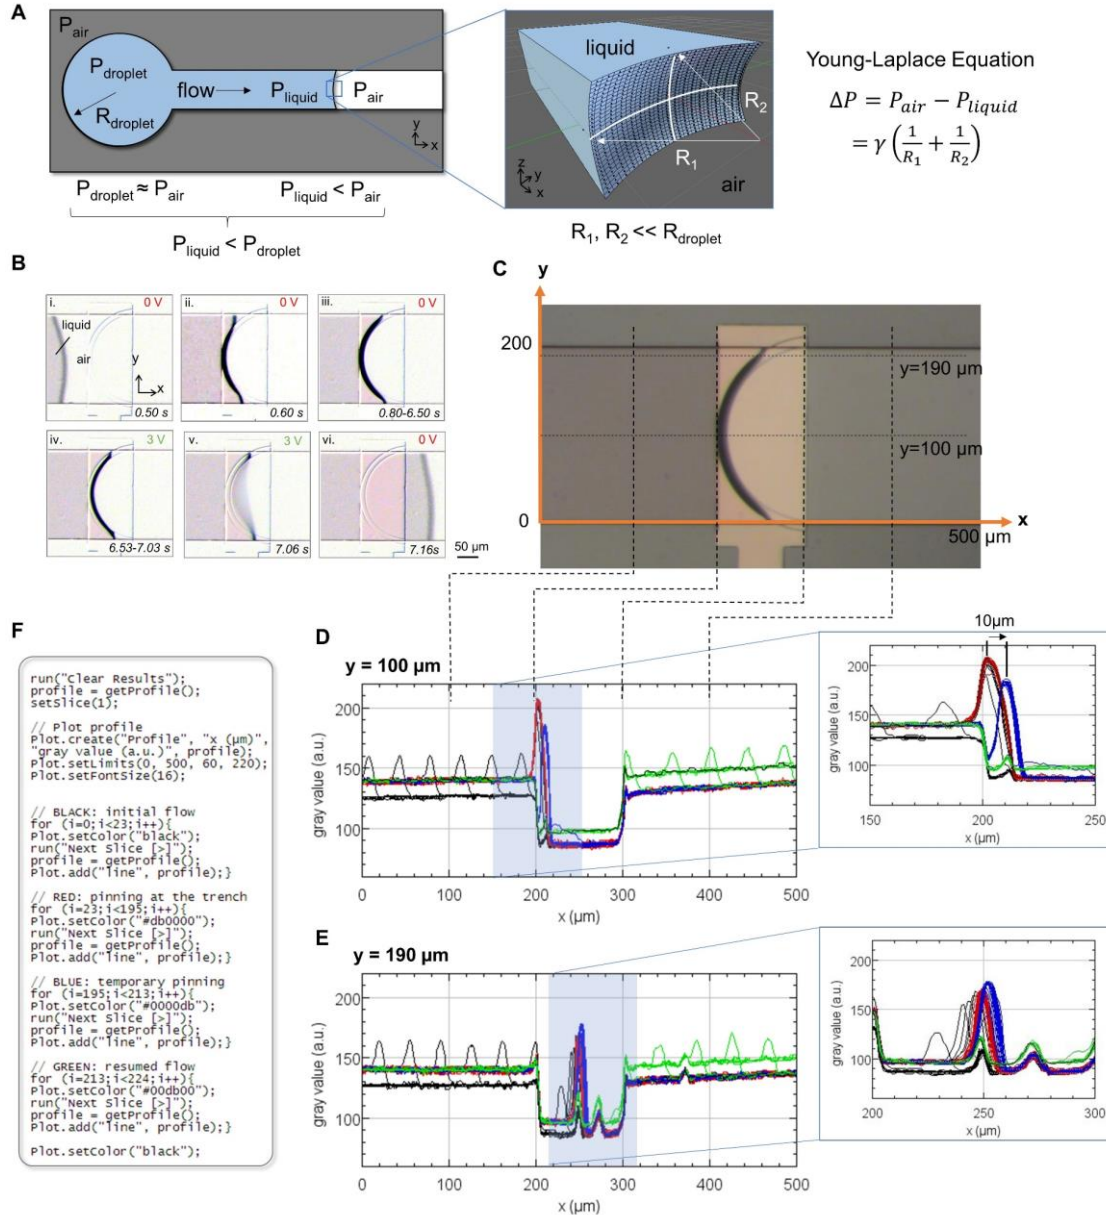 A
P_air
P_droplet
R_droplet
flow
P_liquid
P_air
y
x
P_droplet ≈ P_air
P_liquid < P_air
P_liquid < P_droplet
liquid
R_2
R_1
air
z
y
x
R_1, R_2 << R_droplet
Young-Laplace Equation
ΔP = P_air − P_liquid
= γ (1/R_1 + 1/R_2)
B
i.
0 V
liquid
air
y
x
0.50 s
ii.
0 V
0.60 s
iii.
0 V
0.80-6.50 s
iv.
3 V
6.53-7.03 s
v.
3 V
7.06 s
vi.
0 V
7.16s
50 µm
C
y
200
y=190 µm
y=100 µm
0
x
500 µm
F
run("Clear Results");
profile = getProfile();
setSlice(1);
// Plot profile
Plot.create("Profile", "x (µm)",
"gray value (a.u.)", profile);
Plot.setLimits(0, 500, 60, 220);
Plot.setFontSize(16);
// BLACK: initial flow
for (i=0;i<23;i++){
Plot.setColor("black");
run("Next Slice [>]");
profile = getProfile();
Plot.add("line", profile);}
// RED: pinning at the trench
for (i=23;i<195;i++){
Plot.setColor("#db0000");
run("Next Slice [>]");
profile = getProfile();
Plot.add("line", profile);}
// BLUE: temporary pinning
for (i=195;i<213;i++){
Plot.setColor("#0000db");
run("Next Slice [>]");
profile = getProfile();
Plot.add("line", profile);}
// GREEN: resumed flow
for (i=213;i<224;i++){
Plot.setColor("#00db00");
run("Next Slice [>]");
profile = getProfile();
Plot.add("line", profile);}
Plot.setColor("black");
D
y = 100 µm
gray value (a.u.)
200
150
100
0 100 200 300 400 500
x (µm)
10µm
gray value (a.u.)
200
150
100
150 200 250
x (µm)
E
y = 190 µm
gray value (a.u.)
200
150
100
0 100 200 300 400 500
x (µm)
gray value (a.u.)
200
150
100
200 250 300
x (µm)